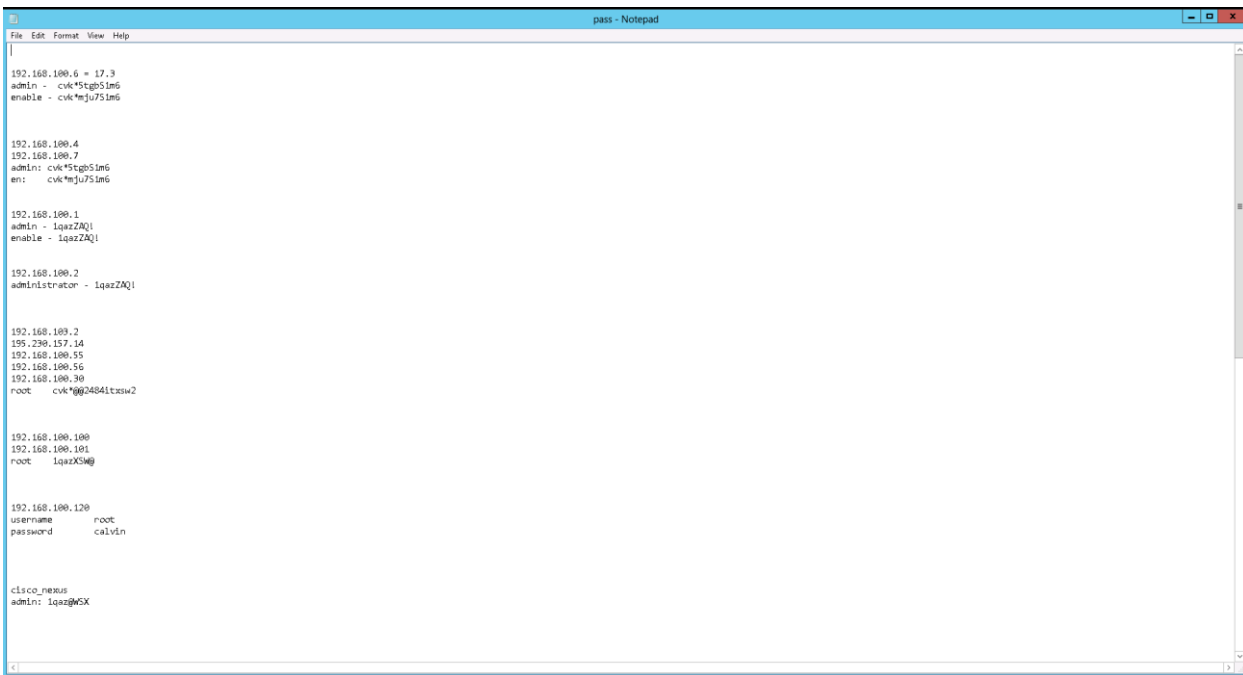 pass - Notepad
File Edit Format View Help
192.168.100.6 = 17.3
admin - cvk*5tgbS1m6
enable - cvk*mju7S1m6
192.168.100.4
192.168.100.7
admin: cvk*5tgbS1m6
en: cvk*mju7S1m6
192.168.100.1
admin - 1qazZAQ!
enable - 1qazZAQ!
192.168.100.2
administrator - 1qazZAQ!
192.168.103.2
195.230.157.14
192.168.100.55
192.168.100.56
192.168.100.30
root cvk*@@2484itxsw2
192.168.100.100
192.168.100.101
root 1qazXSW@
192.168.100.120
username root
password calvin
cisco_nexus
admin: 1qaz@WSX